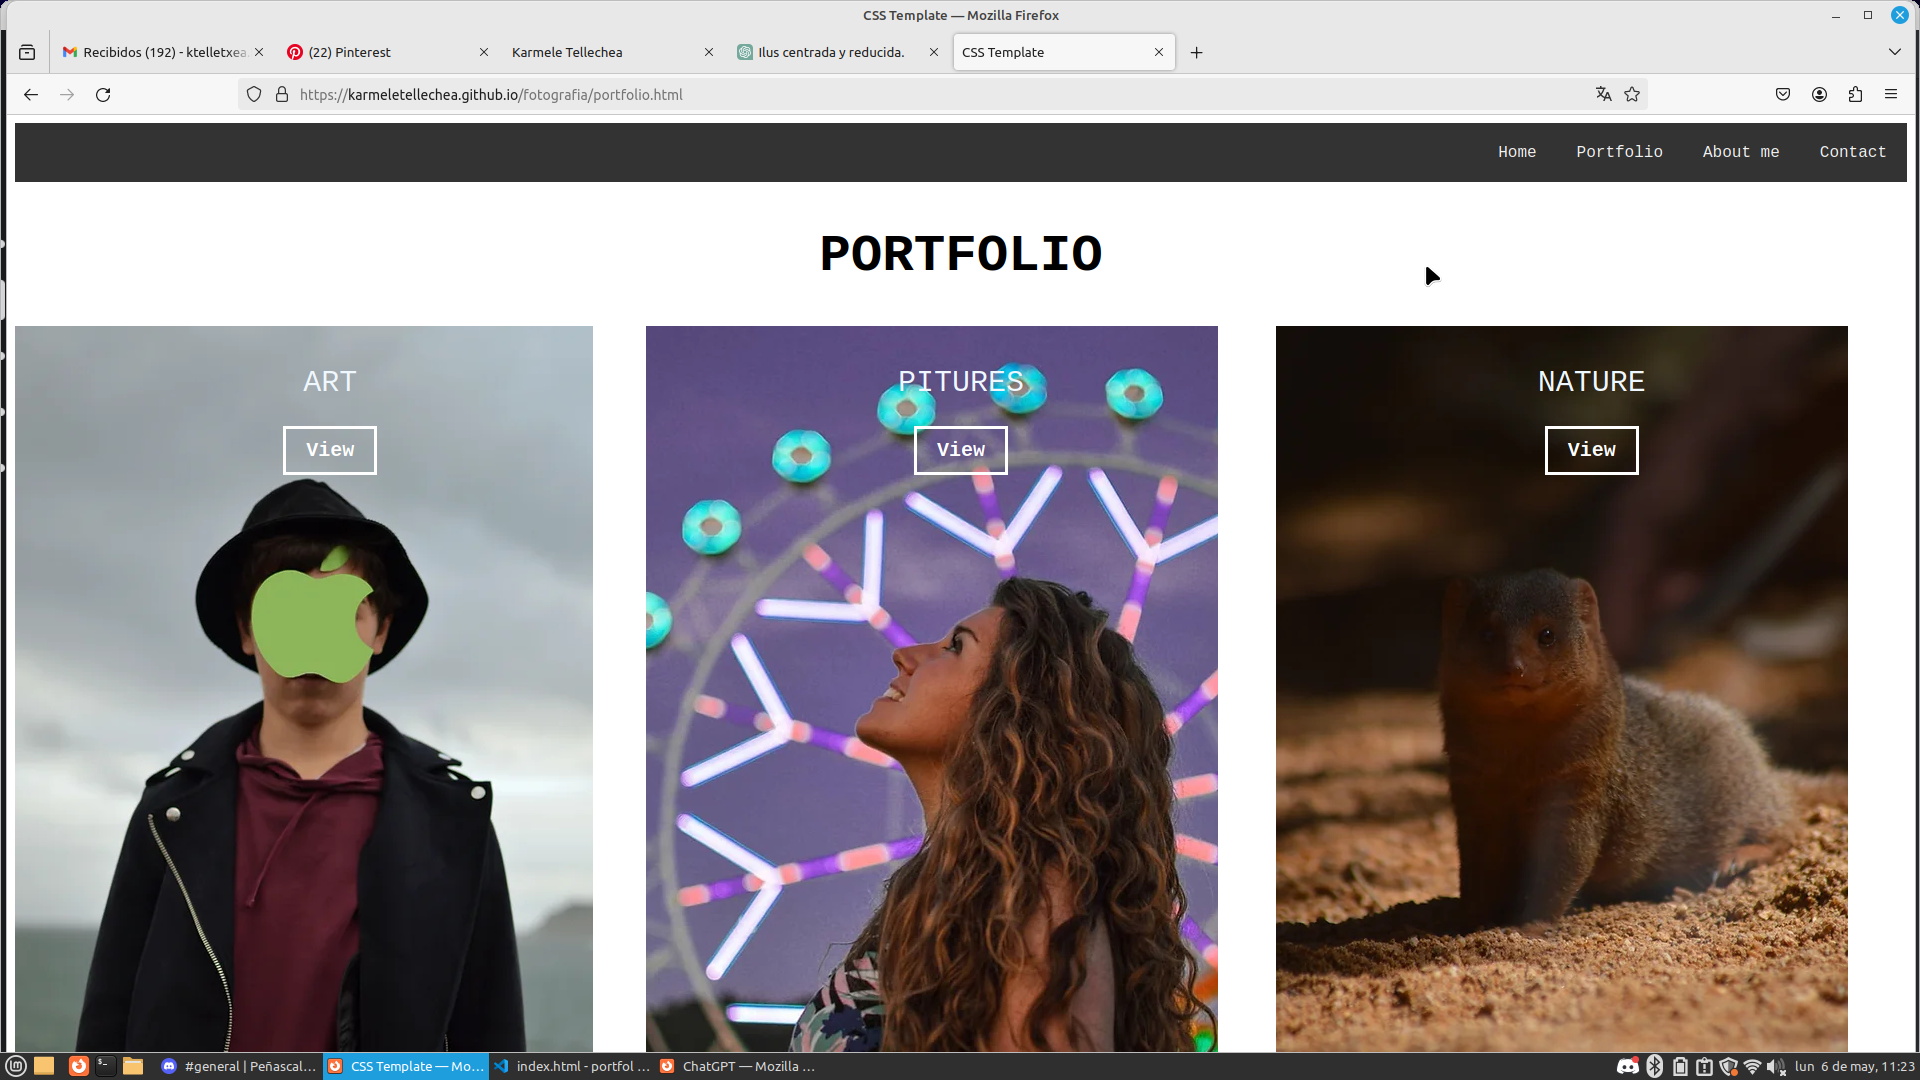 CSS Template — Mozilla Firefox
Recibidos (192) - ktelletxea
(22) Pinterest
Karmele Tellechea
Ilus centrada y reducida.
CSS Template
https://karmeletellechea.github.io/fotografia/portfolio.html
Home Portfolio About me Contact
PORTFOLIO
ART
PITURES
NATURE
View
View
View
#general | Peñascal...
CSS Template — Mo...
index.html - portfol ...
ChatGPT — Mozilla ...
lun 6 de may, 11:23